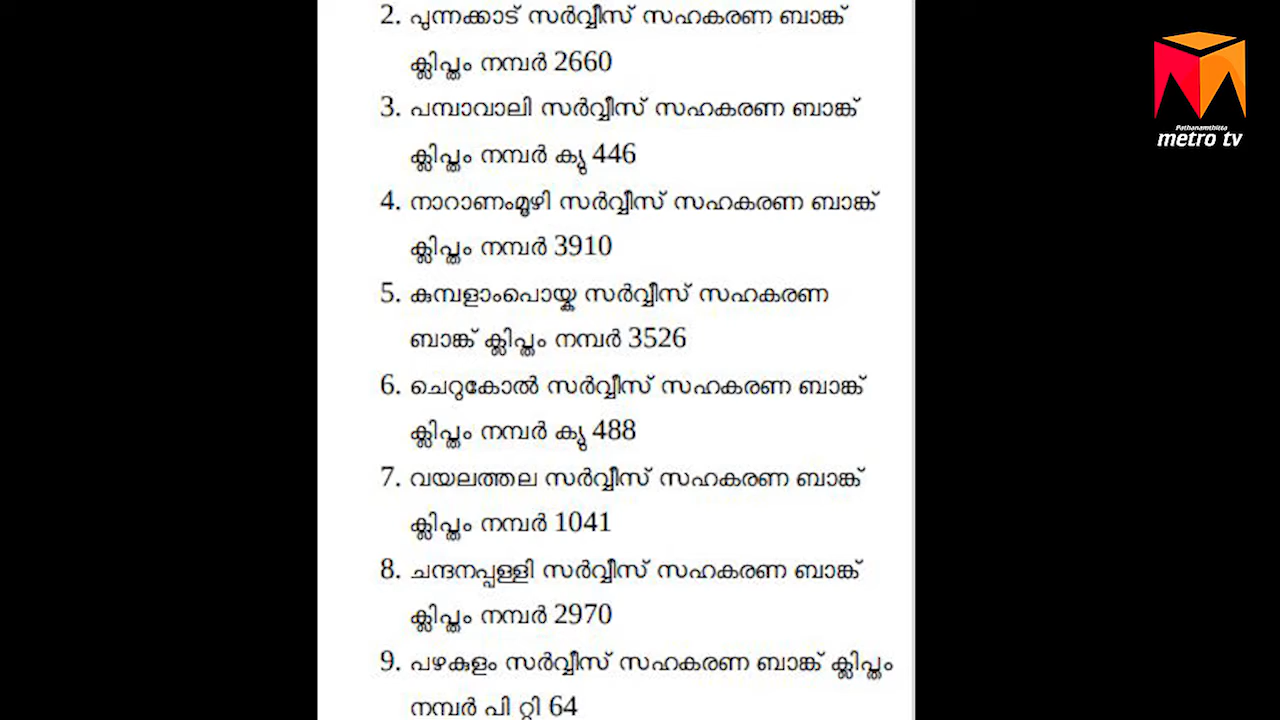 2. പുന്നക്കാട് സർവ്വീസ് സഹകരണ ബാങ്ക്
ക്ലിപ്തം നമ്പർ 2660
3. പമ്പാവാലി സർവ്വീസ് സഹകരണ ബാങ്ക്
ക്ലിപ്തം നമ്പർ ക്യു 446
4. നാറാണംമൂഴി സർവ്വീസ് സഹകരണ ബാങ്ക്
ക്ലിപ്തം നമ്പർ 3910
5. കുമ്പളാംപൊയ്ക സർവ്വീസ് സഹകരണ
ബാങ്ക് ക്ലിപ്തം നമ്പർ 3526
6. ചെറുകോൽ സർവ്വീസ് സഹകരണ ബാങ്ക്
ക്ലിപ്തം നമ്പർ ക്യു 488
7. വയലത്തല സർവ്വീസ് സഹകരണ ബാങ്ക്
ക്ലിപ്തം നമ്പർ 1041
8. ചന്ദനപ്പള്ളി സർവ്വീസ് സഹകരണ ബാങ്ക്
ക്ലിപ്തം നമ്പർ 2970
9. പഴകുളം സർവ്വീസ് സഹകരണ ബാങ്ക് ക്ലിപ്തം
നമ്പർ പി റ്റി 64
Pathanamthitta
metro tv